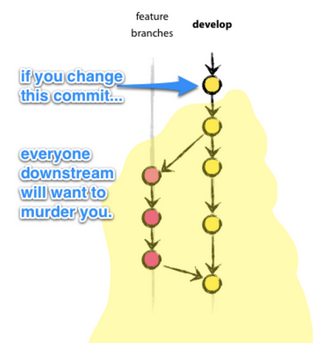 feature
branches
develop
if you change
this commit...
everyone
downstream
will want to
murder you.